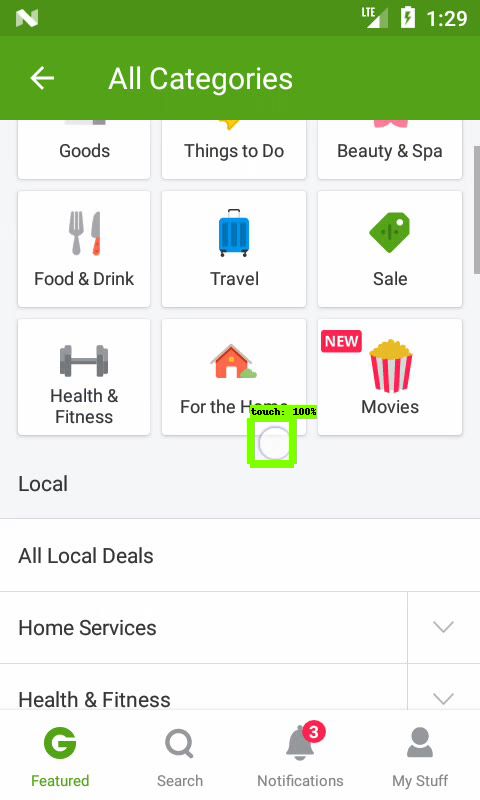 LTE 1:29
All Categories
Goods
Things to Do
Beauty & Spa
Food & Drink
Travel
Sale
NEW
Health &
Fitness
For the Home
Movies
touch: 100%
Local
All Local Deals
Home Services
Health & Fitness
3
Featured
Search
Notifications
My Stuff